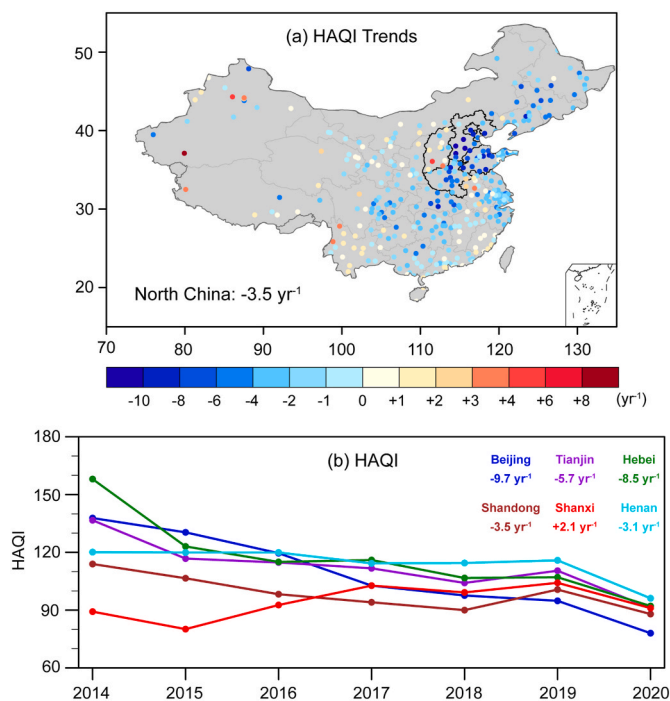 (a) HAQI Trends
50
40
30
20
North China: -3.5 yr⁻¹
70 80 90 100 110 120 130
-10 -8 -6 -4 -2 -1 0 +1 +2 +3 +4 +6 +8 (yr⁻¹)
(b) HAQI
180
150
120
90
60
HAQI
Beijing Tianjin Hebei
-9.7 yr⁻¹ -5.7 yr⁻¹ -8.5 yr⁻¹
Shandong Shanxi Henan
-3.5 yr⁻¹ +2.1 yr⁻¹ -3.1 yr⁻¹
2014 2015 2016 2017 2018 2019 2020